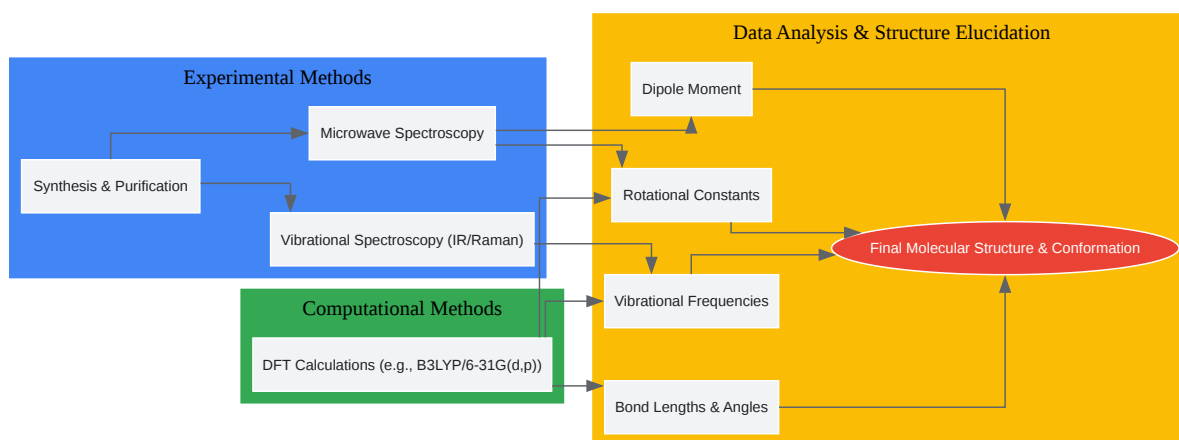 Data Analysis & Structure Elucidation
Experimental Methods
Dipole Moment
Microwave Spectroscopy
Synthesis & Purification
Rotational Constants
Vibrational Spectroscopy (IR/Raman)
Final Molecular Structure & Conformation
Computational Methods
Vibrational Frequencies
DFT Calculations (e.g., B3LYP/6-31G(d,p))
Bond Lengths & Angles